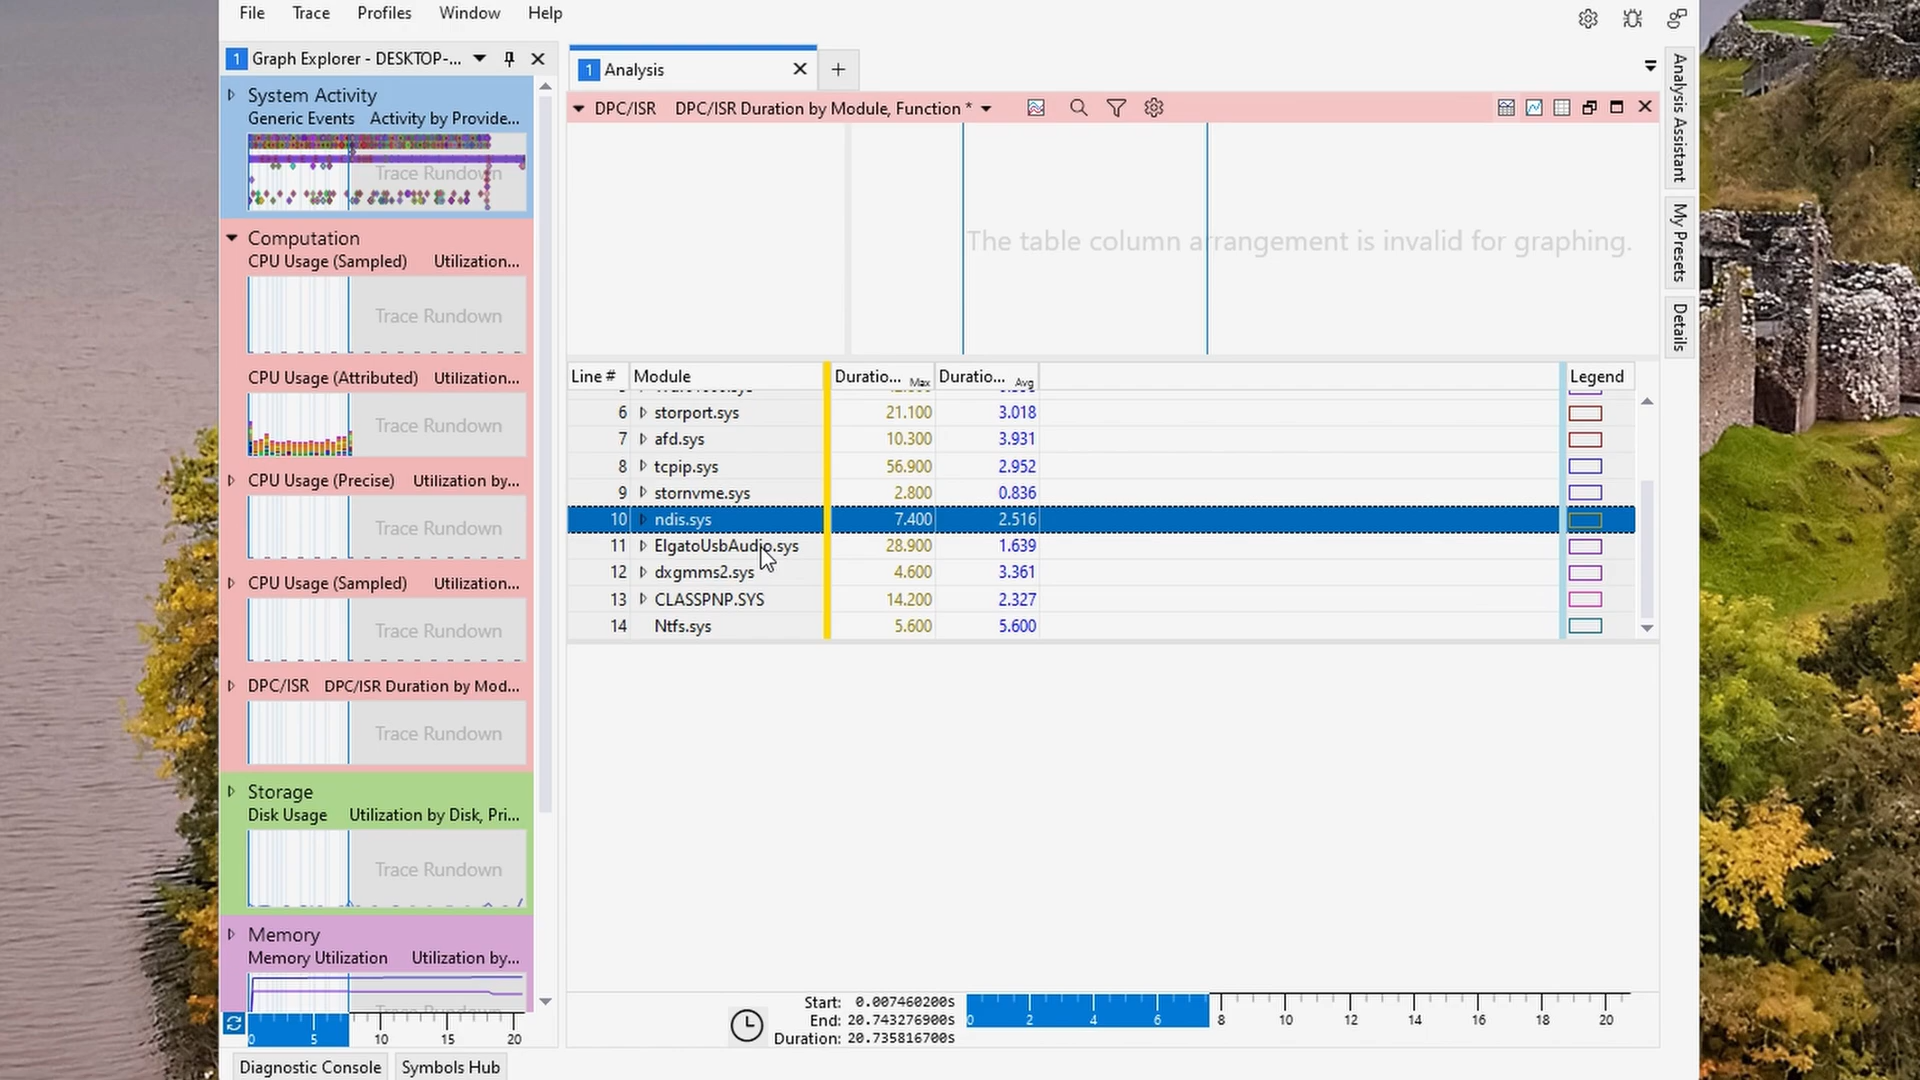 File Trace Profiles Window Help
1 Graph Explorer - DESKTOP-...
System Activity
Generic Events Activity by Provide...
Trace Rundown
Computation
CPU Usage (Sampled) Utilization...
Trace Rundown
CPU Usage (Attributed) Utilization...
Trace Rundown
CPU Usage (Precise) Utilization by...
Trace Rundown
CPU Usage (Sampled) Utilization...
Trace Rundown
DPC/ISR DPC/ISR Duration by Mod...
Trace Rundown
Storage
Disk Usage Utilization by Disk, Pri...
Trace Rundown
Memory
Memory Utilization Utilization by...
0 5 10 15 20
Diagnostic Console Symbols Hub
1 Analysis
DPC/ISR DPC/ISR Duration by Module, Function *
The table column arrangement is invalid for graphing.
Line # Module Duratio... Max Duratio... Avg Legend
6 storport.sys 21.100 3.018
7 afd.sys 10.300 3.931
8 tcpip.sys 56.900 2.952
9 stornvme.sys 2.800 0.836
10 ndis.sys 7.400 2.516
11 ElgatoUsbAudio.sys 28.900 1.639
12 dxgmms2.sys 4.600 3.361
13 CLASSPNP.SYS 14.200 2.327
14 Ntfs.sys 5.600 5.600
Start: 0.007460200s
End: 20.743276900s
Duration: 20.735816700s
0 2 4 6 8 10 12 14 16 18 20
Analysis Assistant
My Presets
Details